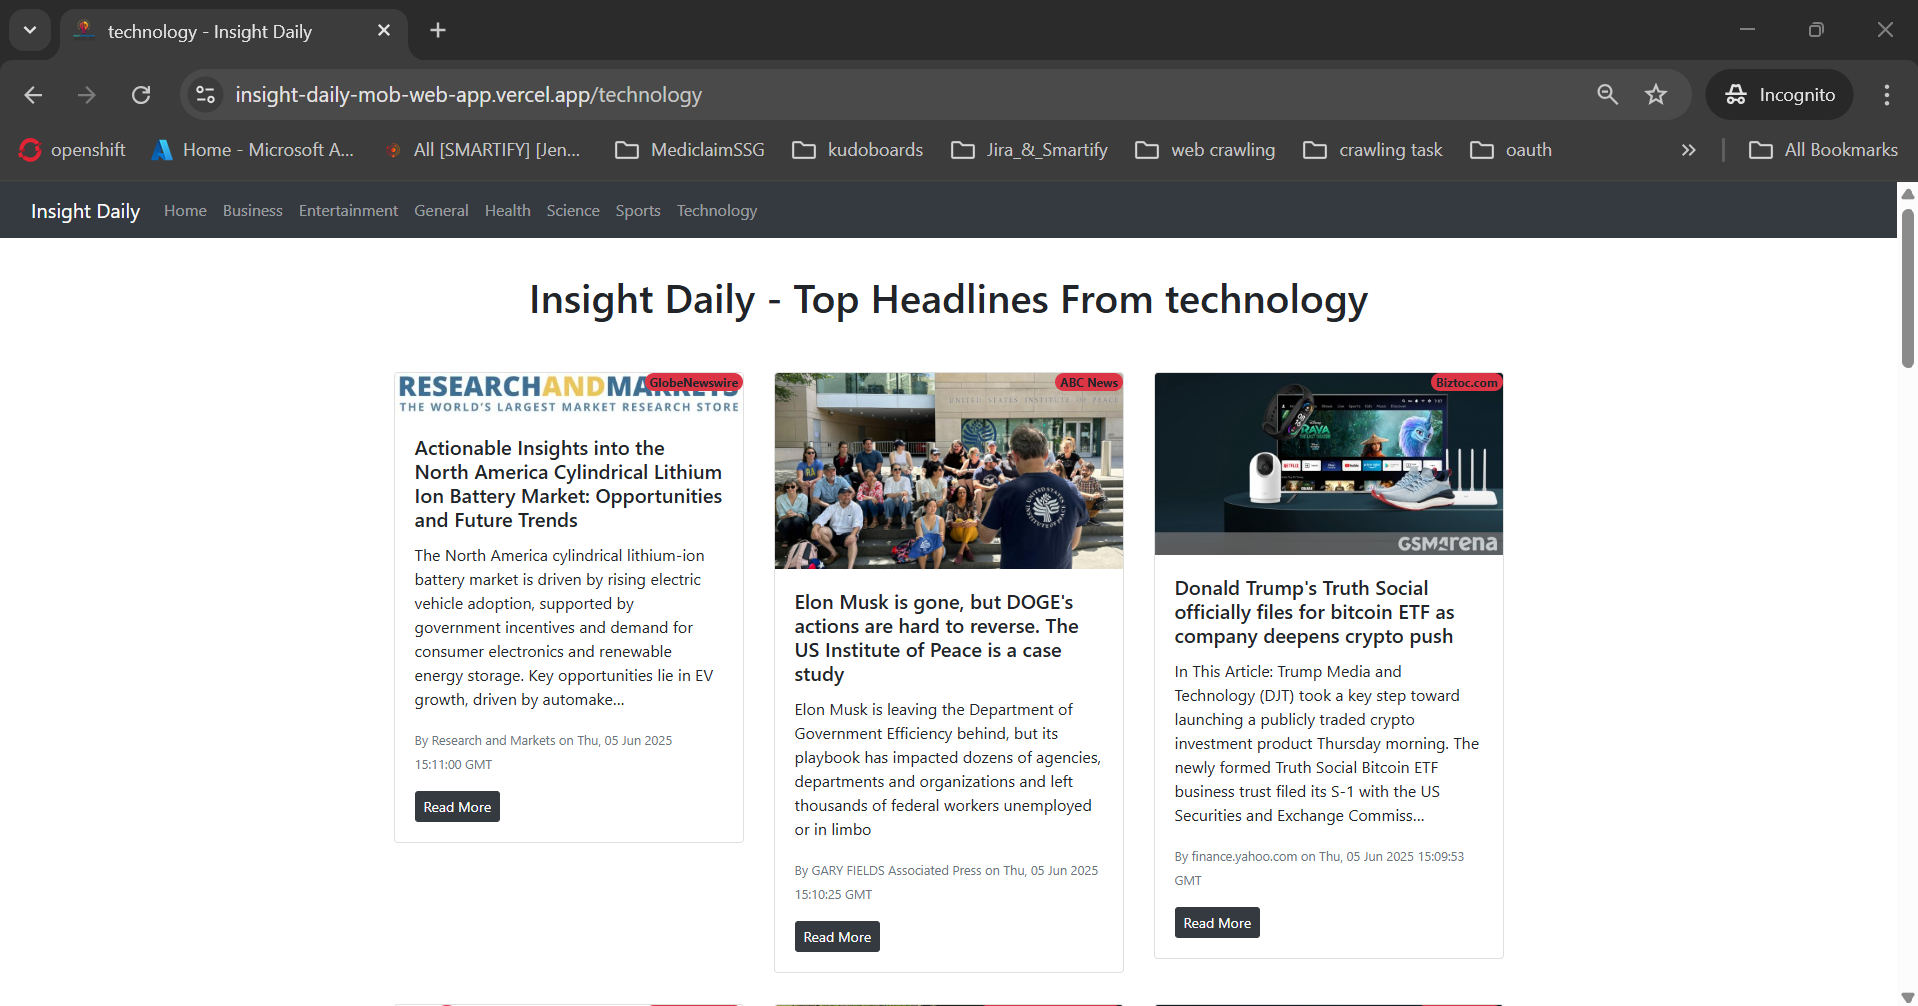 technology - Insight Daily
insight-daily-mob-web-app.vercel.app/technology
Incognito
openshift
Home - Microsoft A...
All [SMARTIFY] [Jen...
MediclaimSSG
kudoboards
Jira_&_Smartify
web crawling
crawling task
oauth
All Bookmarks
Insight Daily
Home
Business
Entertainment
General
Health
Science
Sports
Technology
Insight Daily - Top Headlines From technology
RESEARCHANDMARKETS
GlobeNewswire
THE WORLD'S LARGEST MARKET RESEARCH STORE
Actionable Insights into the
North America Cylindrical Lithium
Ion Battery Market: Opportunities
and Future Trends
The North America cylindrical lithium-ion
battery market is driven by rising electric
vehicle adoption, supported by
government incentives and demand for
consumer electronics and renewable
energy storage. Key opportunities lie in EV
growth, driven by automake...
By Research and Markets on Thu, 05 Jun 2025
15:11:00 GMT
Read More
ABC News
UNITED STATES INSTITUTE OF PEACE
UNITED STATES
INSTITUTE OF PEACE
Elon Musk is gone, but DOGE's
actions are hard to reverse. The
US Institute of Peace is a case
study
Elon Musk is leaving the Department of
Government Efficiency behind, but its
playbook has impacted dozens of agencies,
departments and organizations and left
thousands of federal workers unemployed
or in limbo
By GARY FIELDS Associated Press on Thu, 05 Jun 2025
15:10:25 GMT
Read More
Biztoc.com
RAYA
NETFLIX
GSMarena
Donald Trump's Truth Social
officially files for bitcoin ETF as
company deepens crypto push
In This Article: Trump Media and
Technology (DJT) took a key step toward
launching a publicly traded crypto
investment product Thursday morning. The
newly formed Truth Social Bitcoin ETF
business trust filed its S-1 with the US
Securities and Exchange Commiss...
By finance.yahoo.com on Thu, 05 Jun 2025 15:09:53
GMT
Read More